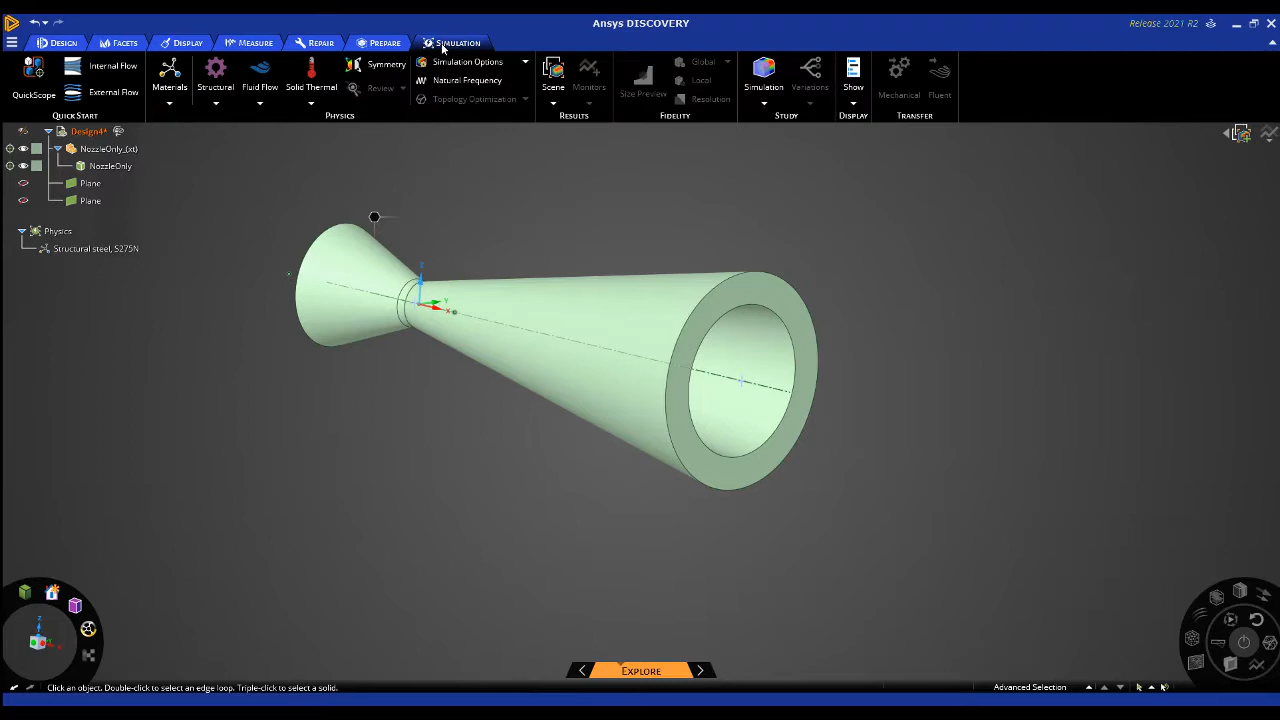 Ansys DISCOVERY
Release 2021 R2
DESIGN FACETS DISPLAY MEASURE REPAIR PREPARE SIMULATION
QuickScope
Internal Flow
External Flow
QUICK START
Materials
Structural
Fluid Flow
Solid Thermal
Symmetry
Review
Simulation Options
Natural Frequency
Topology Optimization
PHYSICS
Scene
Monitors
RESULTS
Size Preview
Global
Local
Resolution
FIDELITY
Simulation
Variations
STUDY
Show
DISPLAY
Mechanical
Fluent
TRANSFER
Design4*
NozzleOnly_(xt)
NozzleOnly
Plane
Plane
Physics
Structural steel, S275N
Z
Y
X
Z
EXPLORE
Click an object. Double-click to select an edge loop. Triple-click to select a solid.
Advanced Selection